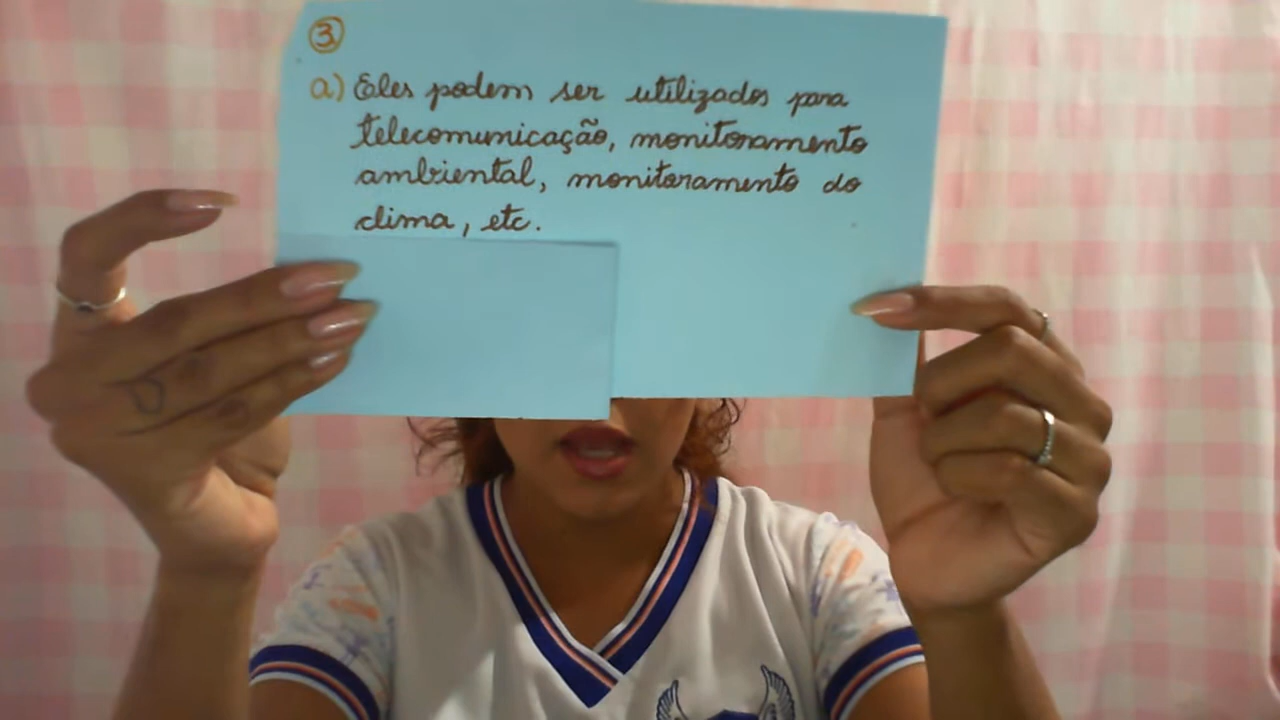 3
a) Eles podem ser utilizados para
telecomunicação, monitoramento
ambiental, monitoramento do
clima, etc.